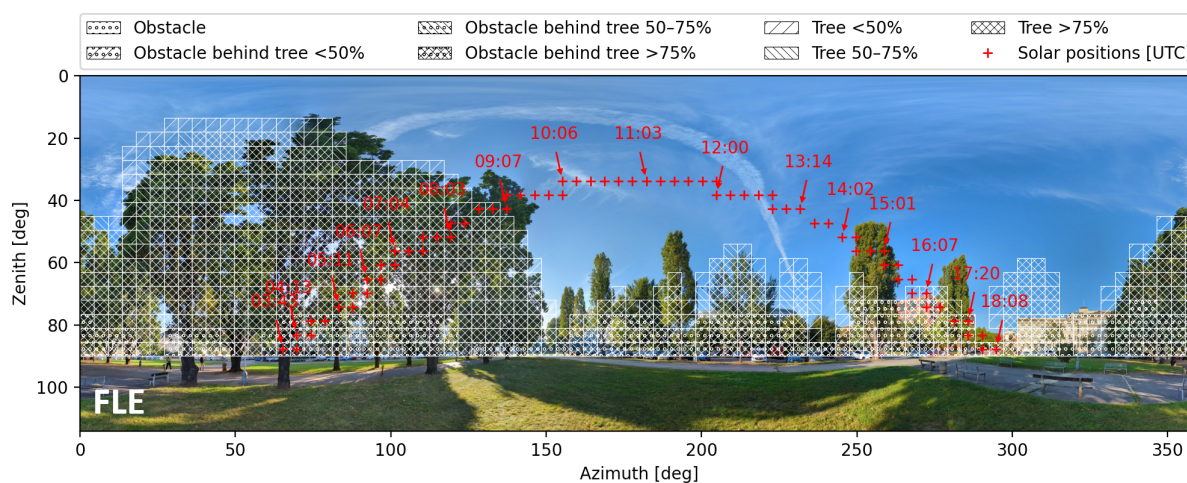 Obstacle
Obstacle behind tree <50%
Obstacle behind tree 50–75%
Obstacle behind tree >75%
Tree <50%
Tree 50–75%
Tree >75%
Solar positions [UTC
0
20
40
60
80
100
Zenith [deg]
10:06
11:03
12:00
13:14
09:07
14:02
08:03
15:01
07:04
06:07
16:07
05:11
17:20
04:13
18:08
FLE
0
50
100
150
200
250
300
350
Azimuth [deg]